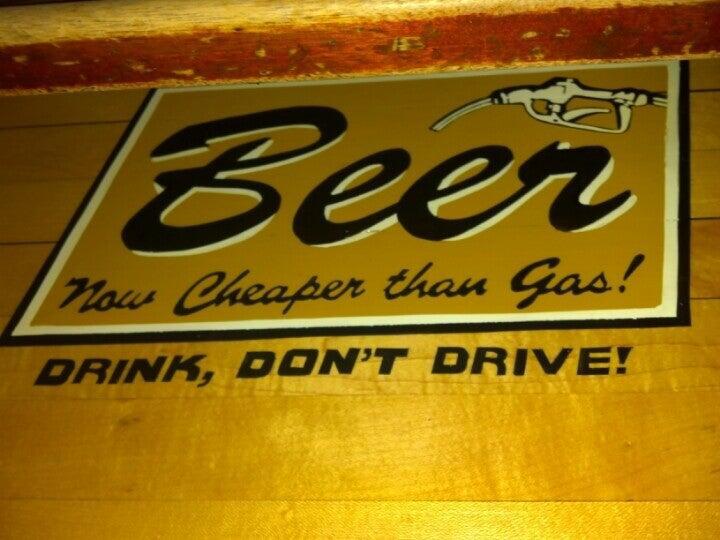 Beer
Now Cheaper than Gas!
DRINK, DON'T DRIVE!